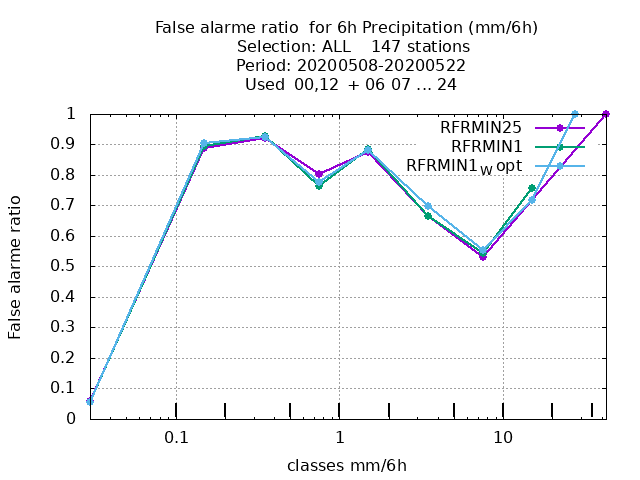 False alarme ratio  for 6h Precipitation (mm/6h)
Selection: ALL    147 stations
Period: 20200508-20200522
Used  00,12  + 06 07 ... 24
RFRMIN25
RFRMIN1
RFRMIN1W opt
1
0.9
0.8
0.7
0.6
0.5
0.4
0.3
0.2
0.1
0
False alarme ratio
0.1 1 10
classes mm/6h